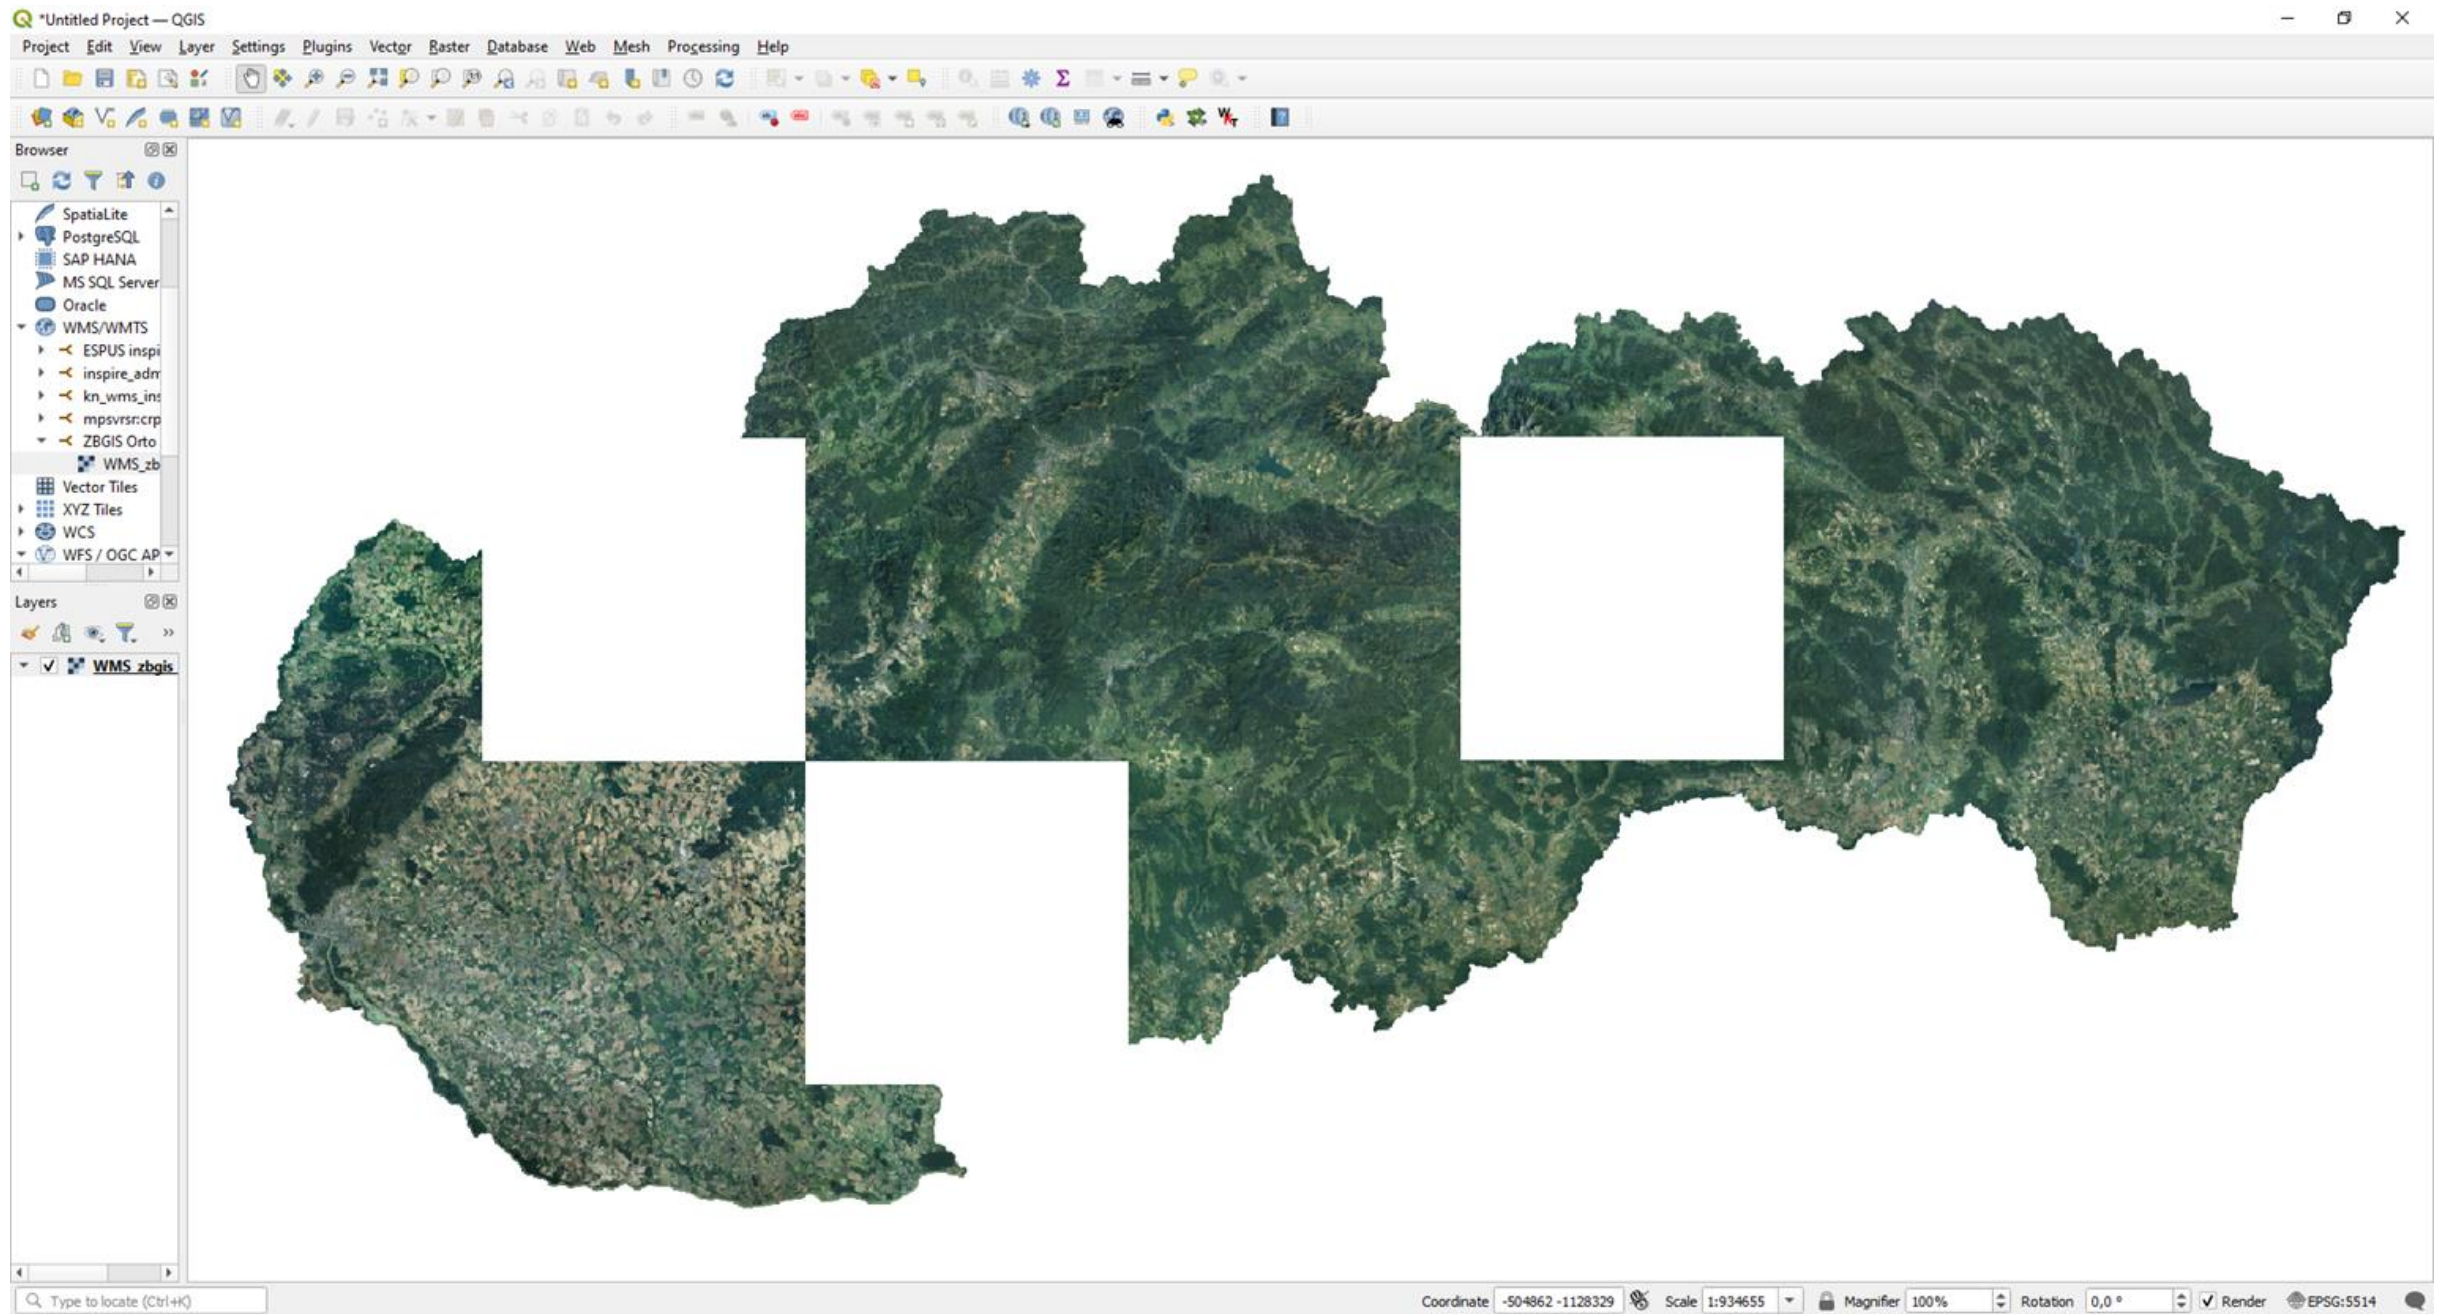 *Untitled Project — QGIS
Project Edit View Layer Settings Plugins Vector Raster Database Web Mesh Processing Help
Browser
SpatiaLite
PostgreSQL
SAP HANA
MS SQL Server
Oracle
WMS/WMTS
ESPUS inspi
inspire_adm
kn_wms_ins
mpsvrsr:crp
ZBGIS Orto
WMS_zb
Vector Tiles
XYZ Tiles
WCS
WFS / OGC AP
Layers
WMS_zbgis
Type to locate (Ctrl+K)
Coordinate -504862 -1128329 Scale 1:934655 Magnifier 100% Rotation 0,0 ° Render EPSG:5514